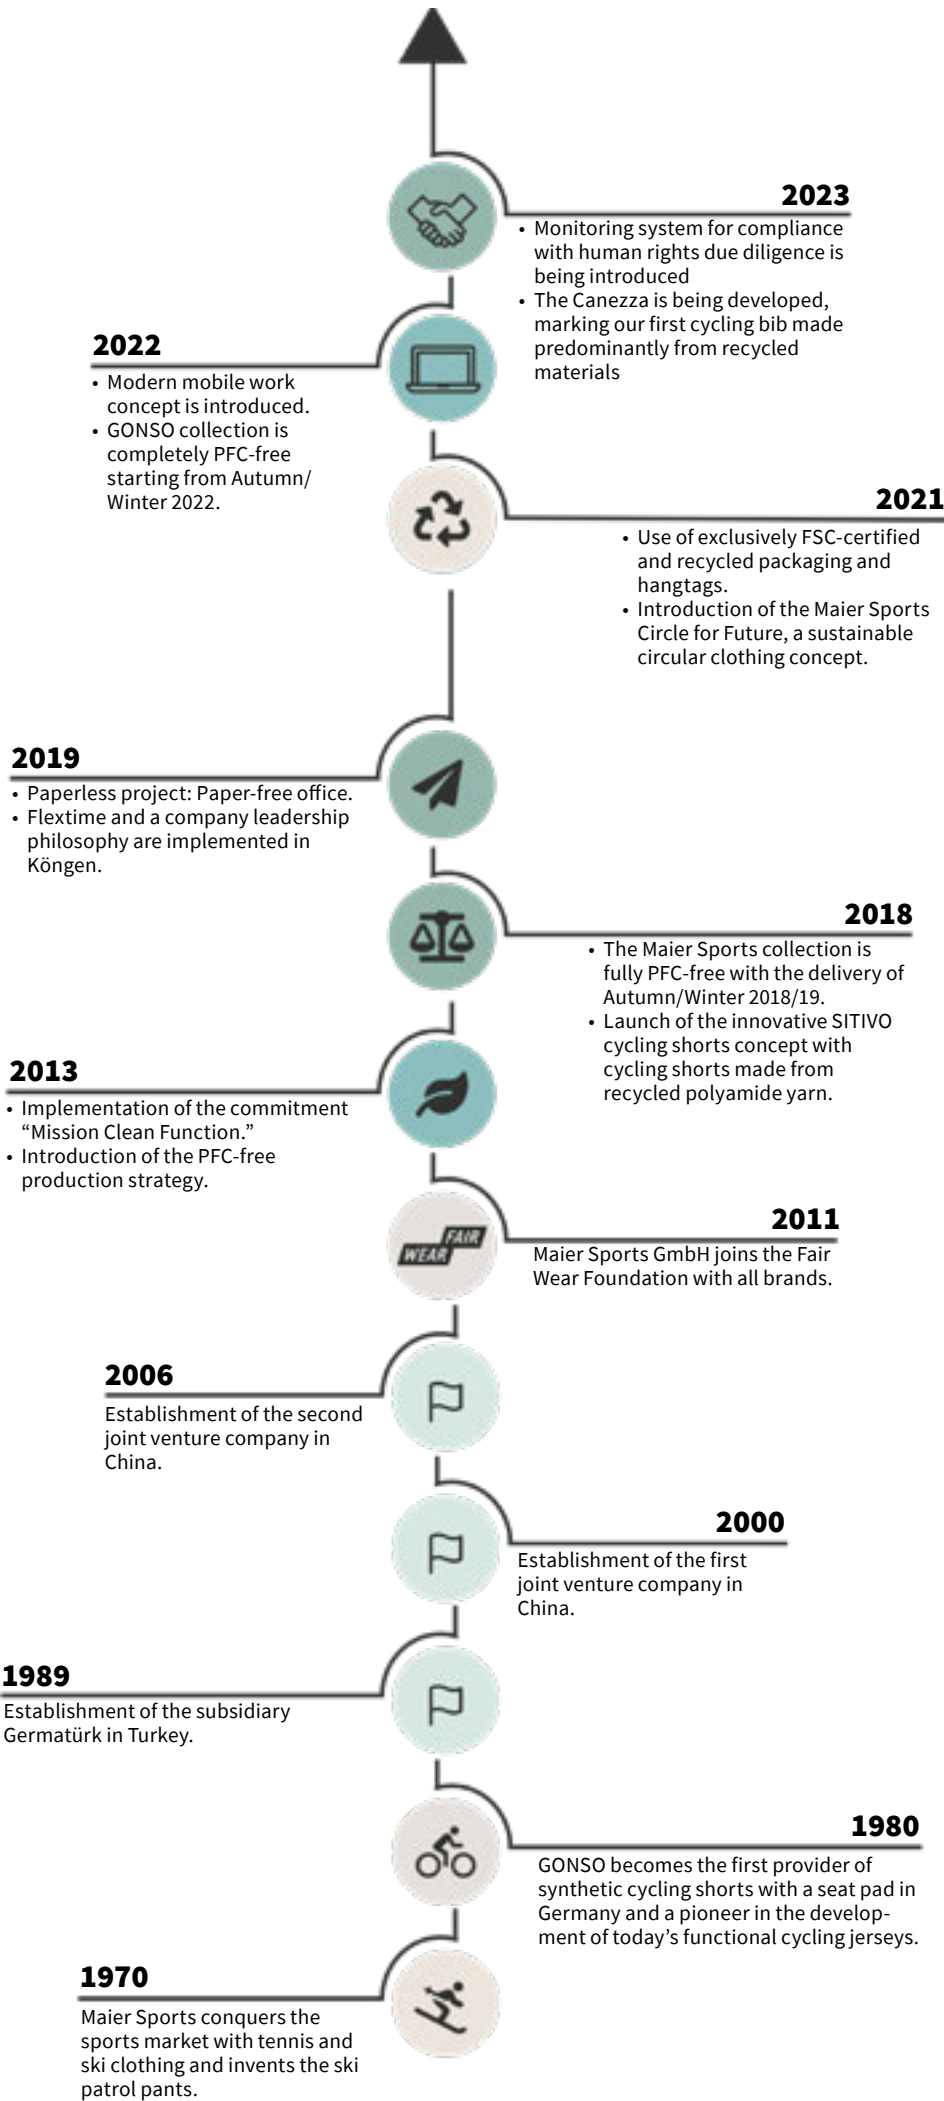 2023
• Monitoring system for compliance
with human rights due diligence is
being introduced
• The Canezza is being developed,
marking our first cycling bib made
predominantly from recycled
materials
2022
• Modern mobile work
concept is introduced.
• GONSO collection is
completely PFC-free
starting from Autumn/
Winter 2022.
2021
• Use of exclusively FSC-certified
and recycled packaging and
hangtags.
• Introduction of the Maier Sports
Circle for Future, a sustainable
circular clothing concept.
2019
• Paperless project: Paper-free office.
• Flextime and a company leadership
philosophy are implemented in
Köngen.
2018
• The Maier Sports collection is
fully PFC-free with the delivery of
Autumn/Winter 2018/19.
• Launch of the innovative SITIVO
cycling shorts concept with
cycling shorts made from
recycled polyamide yarn.
2013
• Implementation of the commitment
“Mission Clean Function.”
• Introduction of the PFC-free
production strategy.
FAIR
WEAR
2011
Maier Sports GmbH joins the Fair
Wear Foundation with all brands.
2006
Establishment of the second
joint venture company in
China.
2000
Establishment of the first
joint venture company in
China.
1989
Establishment of the subsidiary
Germatürk in Turkey.
1980
GONSO becomes the first provider of
synthetic cycling shorts with a seat pad in
Germany and a pioneer in the develop-
ment of today’s functional cycling jerseys.
1970
Maier Sports conquers the
sports market with tennis and
ski clothing and invents the ski
patrol pants.